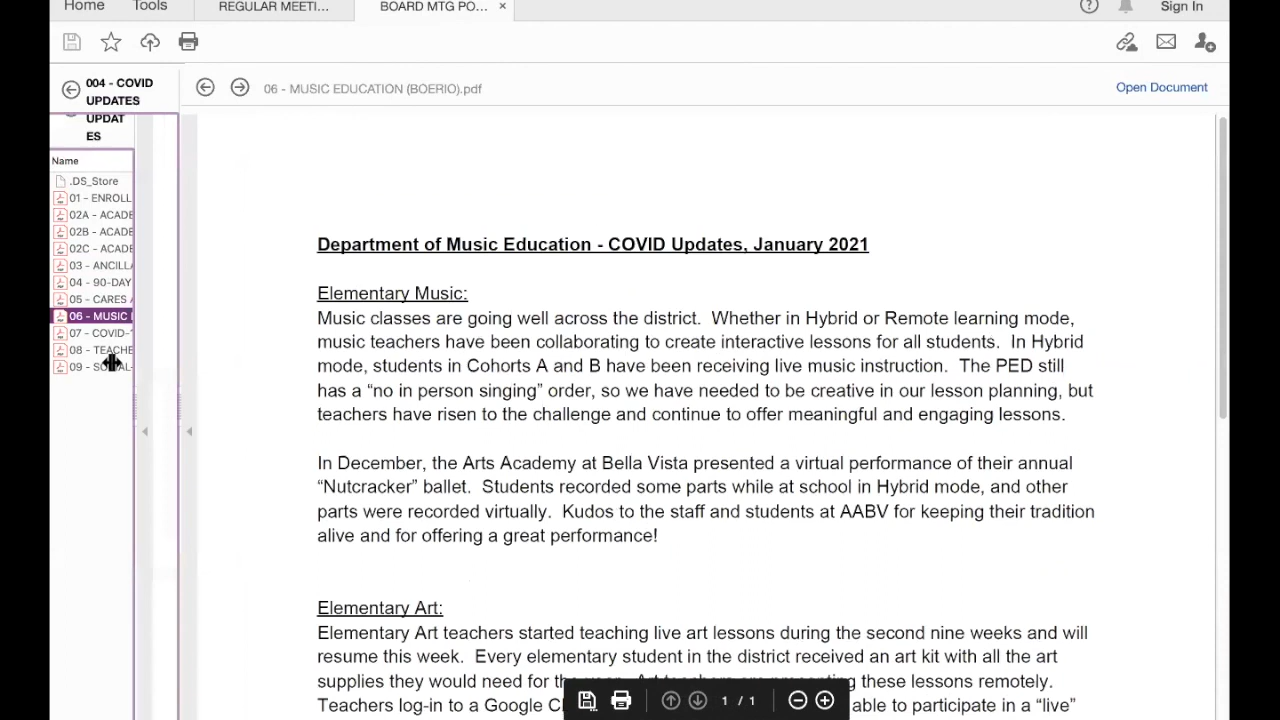 Home
Tools
REGULAR MEETI...
BOARD MTG PO...
×
Sign In
004 - COVID
UPDATES
UPDAT
ES
06 - MUSIC EDUCATION (BOERIO).pdf
Open Document
Name
.DS_Store
01 - ENROLL
02A - ACADE
02B - ACADE
02C - ACADE
03 - ANCILLA
04 - 90-DAY
05 - CARES
06 - MUSIC
07 - COVID-
08 - TEACHE
09 -
Department of Music Education - COVID Updates, January 2021
Elementary Music:
Music classes are going well across the district. Whether in Hybrid or Remote learning mode,
music teachers have been collaborating to create interactive lessons for all students. In Hybrid
mode, students in Cohorts A and B have been receiving live music instruction. The PED still
has a “no in person singing” order, so we have needed to be creative in our lesson planning, but
teachers have risen to the challenge and continue to offer meaningful and engaging lessons.
In December, the Arts Academy at Bella Vista presented a virtual performance of their annual
“Nutcracker” ballet. Students recorded some parts while at school in Hybrid mode, and other
parts were recorded virtually. Kudos to the staff and students at AABV for keeping their tradition
alive and for offering a great performance!
Elementary Art:
Elementary Art teachers started teaching live art lessons during the second nine weeks and will
resume this week. Every elementary student in the district received an art kit with all the art
supplies they would need for the these lessons remotely.
Teachers log-in to a Google able to participate in a “live”
1 / 1